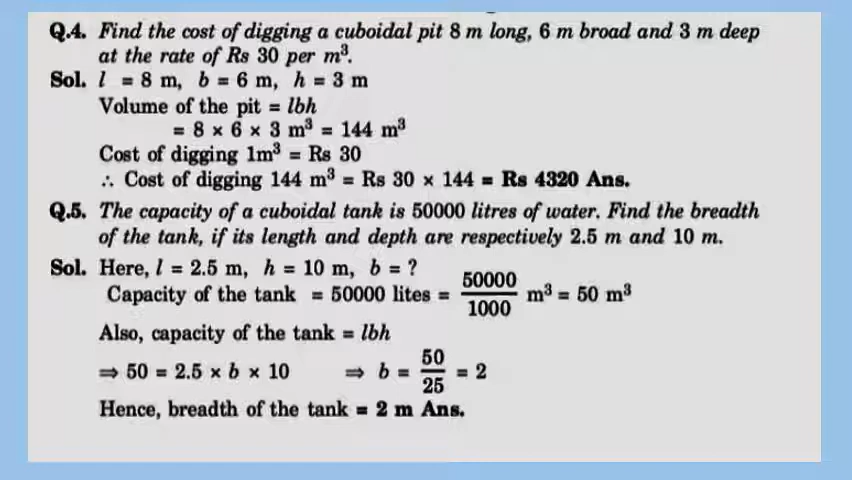 Q.4. Find the cost of digging a cuboidal pit 8 m long, 6 m broad and 3 m deep
at the rate of Rs 30 per m³.
Sol. l = 8 m, b = 6 m, h = 3 m
Volume of the pit = lbh
= 8 × 6 × 3 m³ = 144 m³
Cost of digging 1m³ = Rs 30
∴ Cost of digging 144 m³ = Rs 30 × 144 = Rs 4320 Ans.
Q.5. The capacity of a cuboidal tank is 50000 litres of water. Find the breadth
of the tank, if its length and depth are respectively 2.5 m and 10 m.
Sol. Here, l = 2.5 m, h = 10 m, b = ?
Capacity of the tank = 50000 lites = 50000/1000 m³ = 50 m³
Also, capacity of the tank = lbh
⇒ 50 = 2.5 × b × 10 ⇒ b = 50/25 = 2
Hence, breadth of the tank = 2 m Ans.